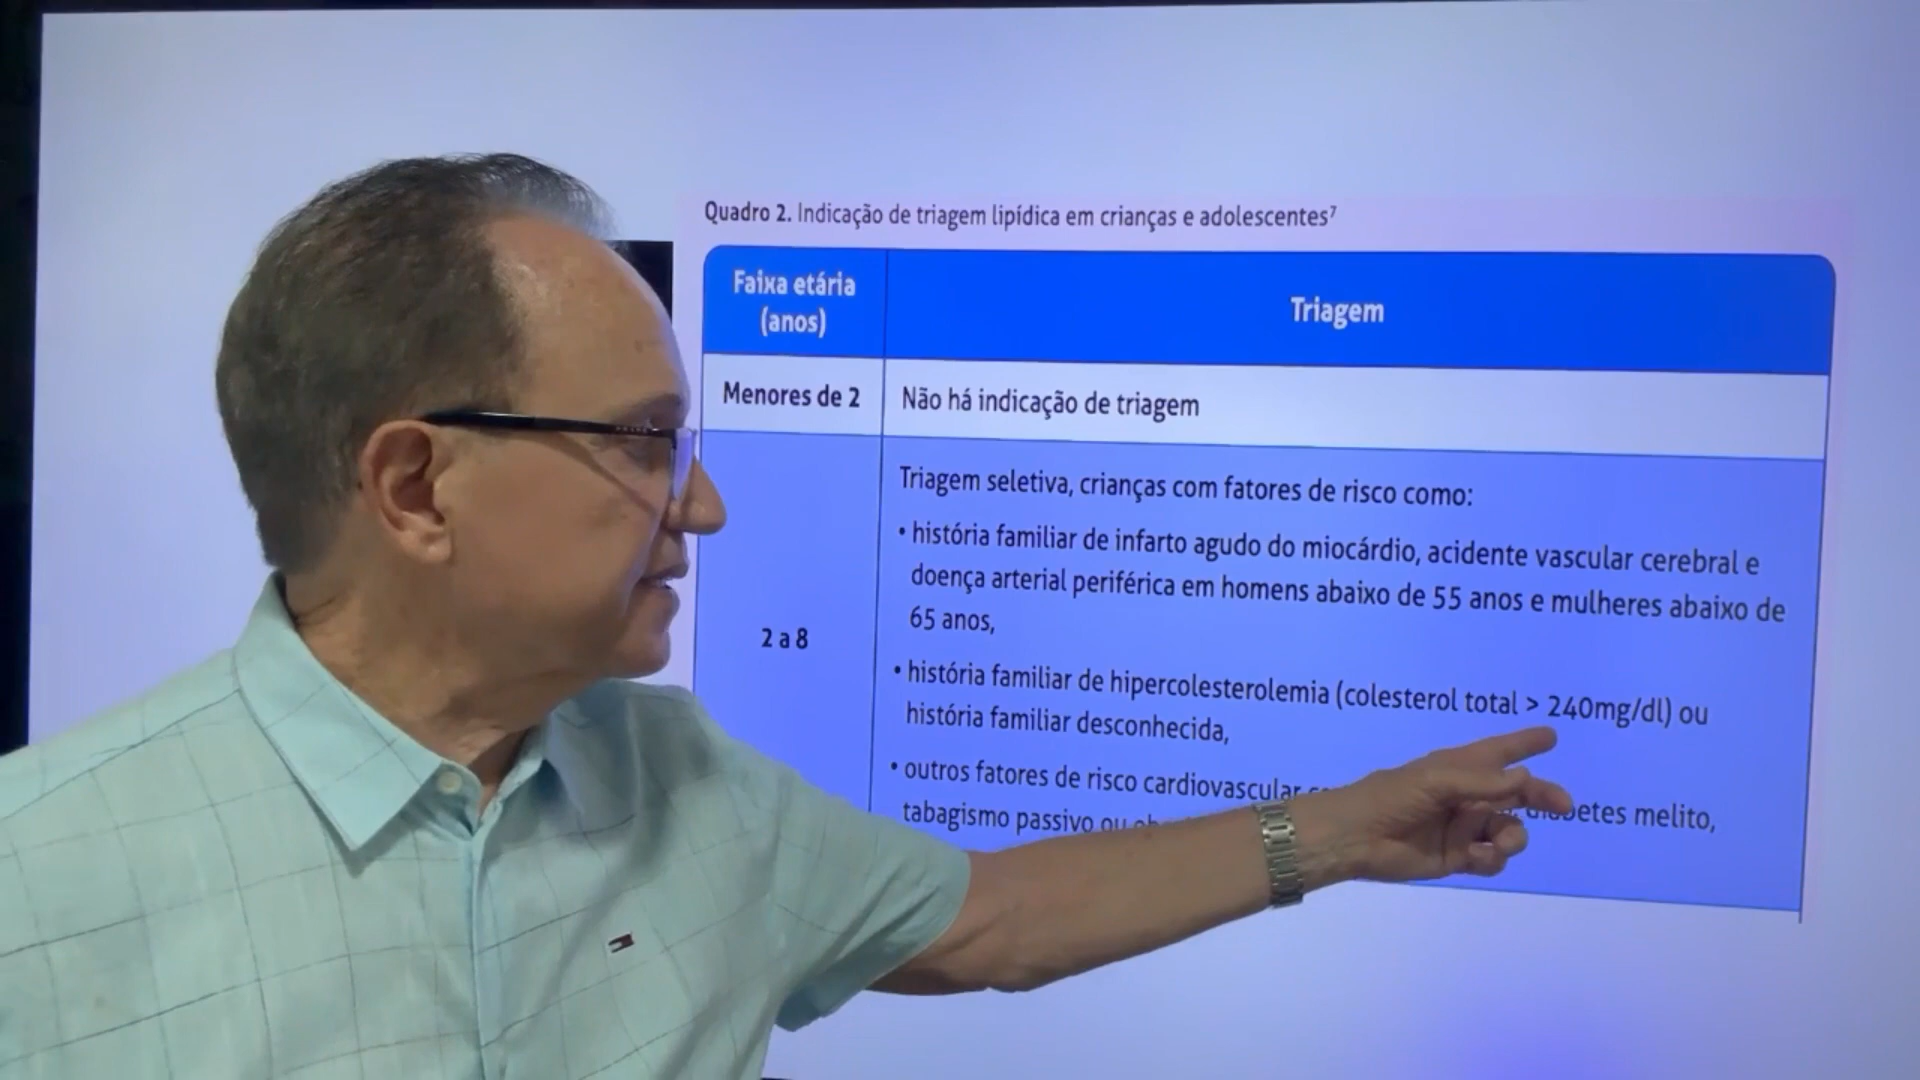 Quadro 2. Indicação de triagem lipídica em crianças e adolescentes⁷
Faixa etária
(anos)
Triagem
Menores de 2
Não há indicação de triagem
2 a 8
Triagem seletiva, crianças com fatores de risco como:
• história familiar de infarto agudo do miocárdio, acidente vascular cerebral e
doença arterial periférica em homens abaixo de 55 anos e mulheres abaixo de
65 anos,
• história familiar de hipercolesterolemia (colesterol total > 240mg/dl) ou
história familiar desconhecida,
• outros fatores de risco cardiovascular diabetes melito,
tabagismo passivo ou